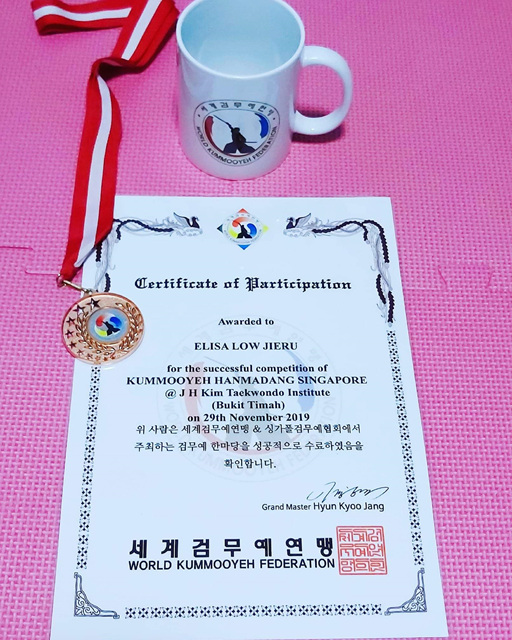 세계검무예연맹
WORLD KUMMOOYEH FEDERATION
Certificate of Participation
Awarded to
ELISA LOW JIERU
for the successful competition of
KUMMOOYEH HANMADANG SINGAPORE
@ J H Kim Taekwondo Institute
(Bukit Timah)
on 29th November 2019
위 사람은 세계검무예연맹 & 싱가폴검무예협회에서
주최하는 검무예 한마당을 성공적으로 수료하였음을
확인합니다.
Grand Master Hyun Kyoo Jang
세계검무예연맹
WORLD KUMMOOYEH FEDERATION